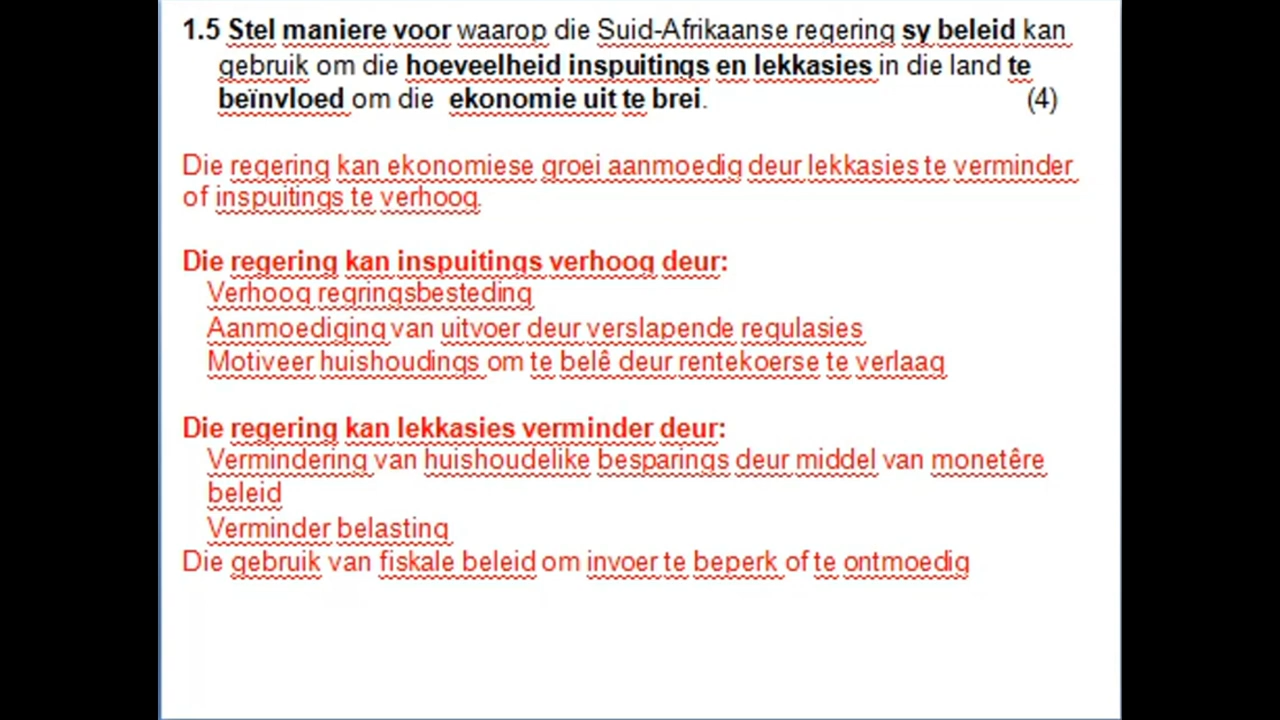 1.5 Stel maniere voor waarop die Suid-Afrikaanse regering sy beleid kan
gebruik om die hoeveelheid inspuitings en lekkasies in die land te
beïnvloed om die ekonomie uit te brei. (4)
Die regering kan ekonomiese groei aanmoedig deur lekkasies te verminder
of inspuitings te verhoog.
Die regering kan inspuitings verhoog deur:
Verhoog regringsbesteding
Aanmoediging van uitvoer deur verslapende regulasies
Motiveer huishoudings om te belê deur rentekoerse te verlaag
Die regering kan lekkasies verminder deur:
Vermindering van huishoudelike besparings deur middel van monetêre
beleid
Verminder belasting
Die gebruik van fiskale beleid om invoer te beperk of te ontmoedig